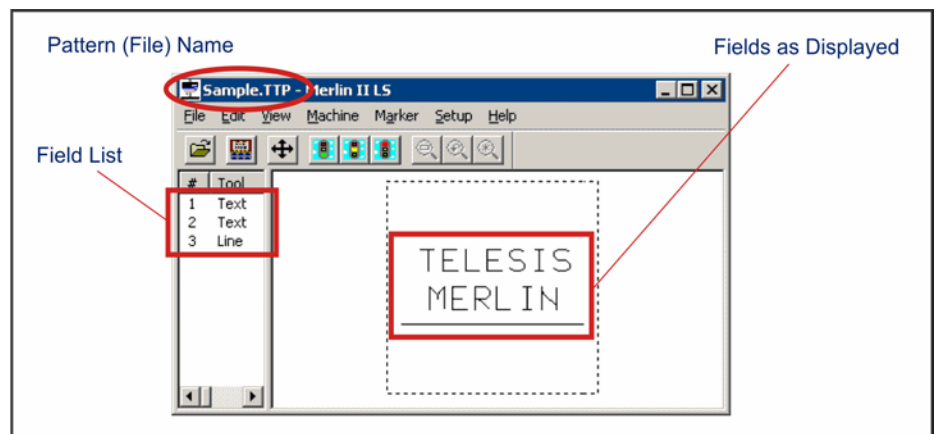 Pattern (File) Name
Fields as Displayed
Sample.TTP - Merlin II LS
File Edit View Machine Marker Setup Help
Field List
# Tool
1 Text
2 Text
3 Line
TELESIS
MERLIN